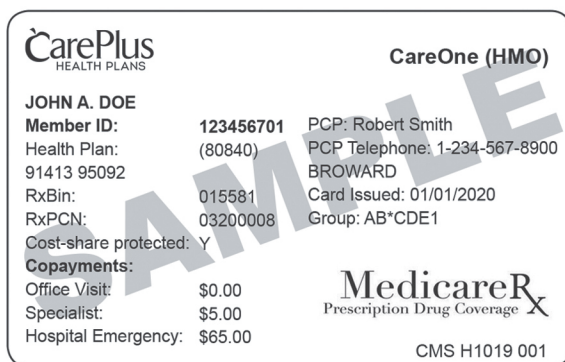 CarePlus
HEALTH PLANS
CareOne (HMO)
JOHN A. DOE
Member ID: 123456701
Health Plan: (80840)
91413 95092
RxBin: 015581
RxPCN: 03200008
Cost-share protected: Y
Copayments:
Office Visit: $0.00
Specialist: $5.00
Hospital Emergency: $65.00
PCP: Robert Smith
PCP Telephone: 1-234-567-8900
BROWARD
Card Issued: 01/01/2020
Group: AB*CDE1
MedicareRx
Prescription Drug Coverage
CMS H1019 001
SAMPLE